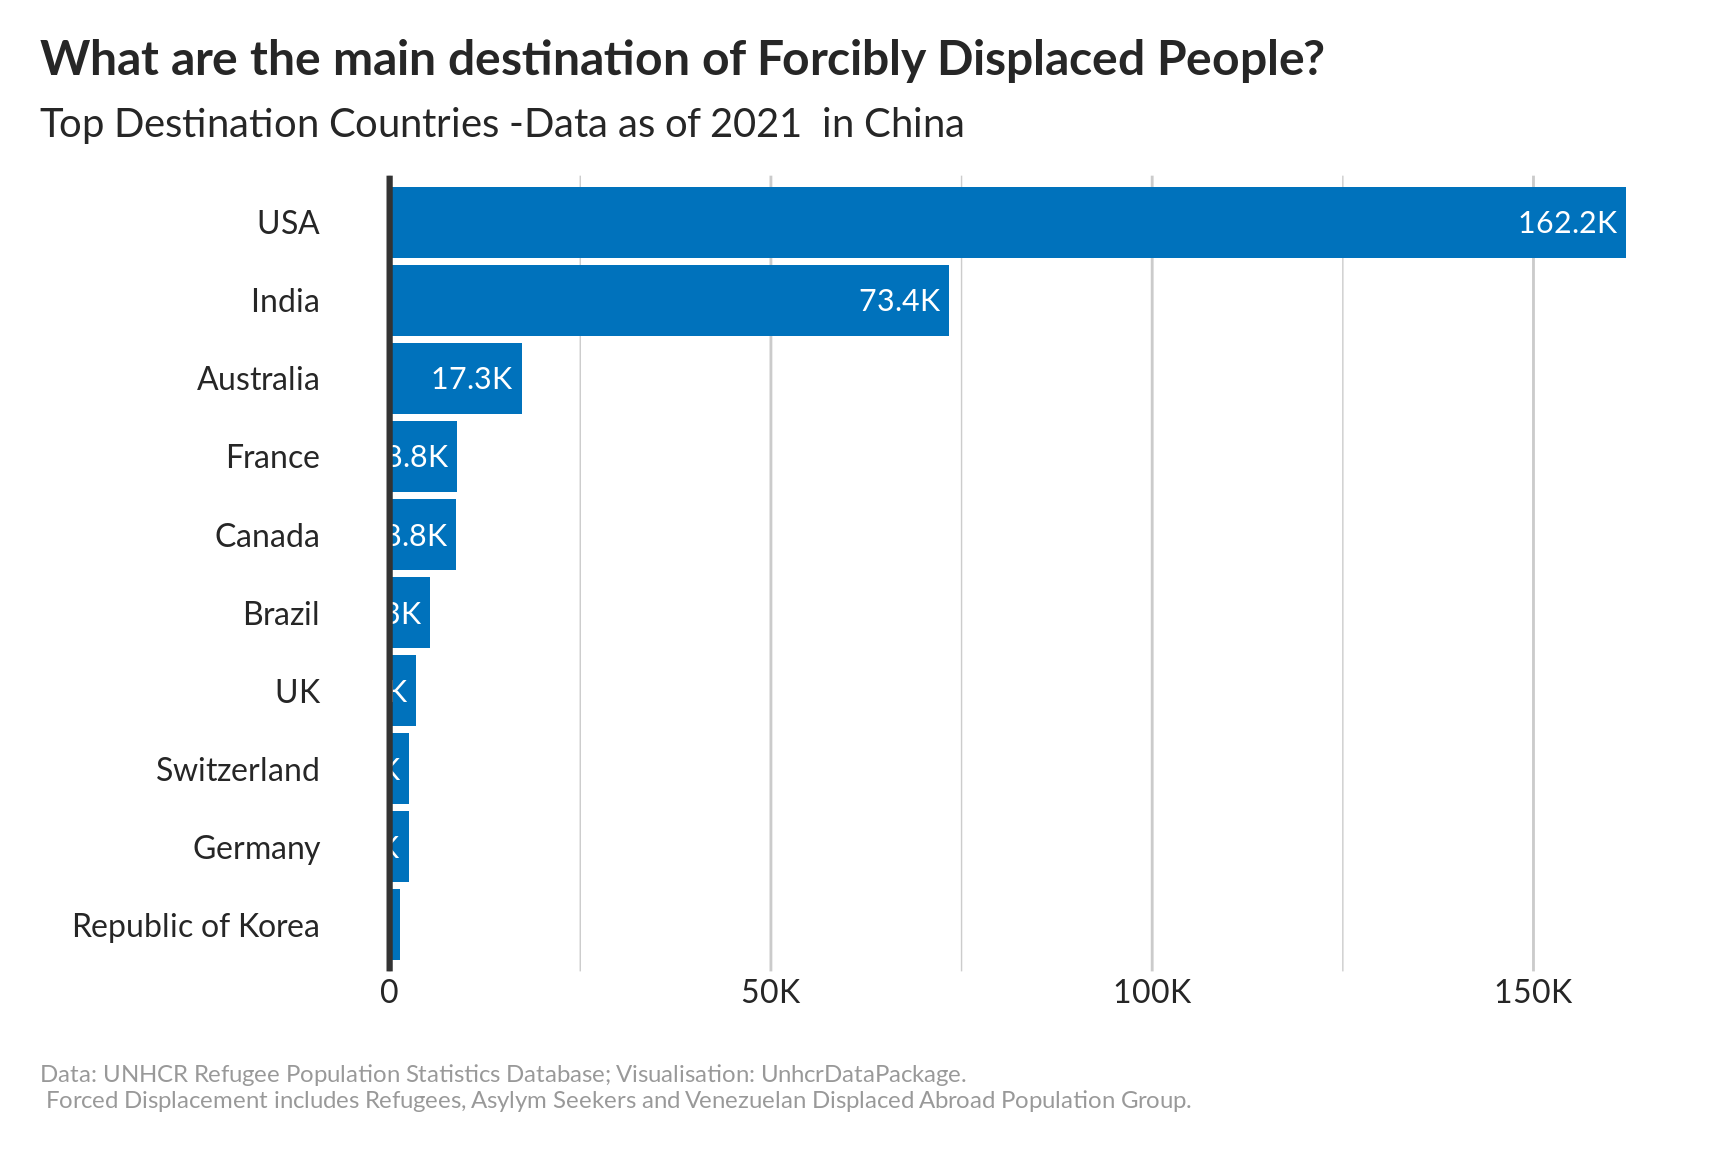 What are the main destination of Forcibly Displaced People?
Top Destination Countries -Data as of 2021  in China
USA
162.2K
India
73.4K
Australia
17.3K
France
Canada
Brazil
UK
Switzerland
Germany
Republic of Korea
0 50K 100K 150K
Data: UNHCR Refugee Population Statistics Database; Visualisation: UnhcrDataPackage.
Forced Displacement includes Refugees, Asylym Seekers and Venezuelan Displaced Abroad Population Group.